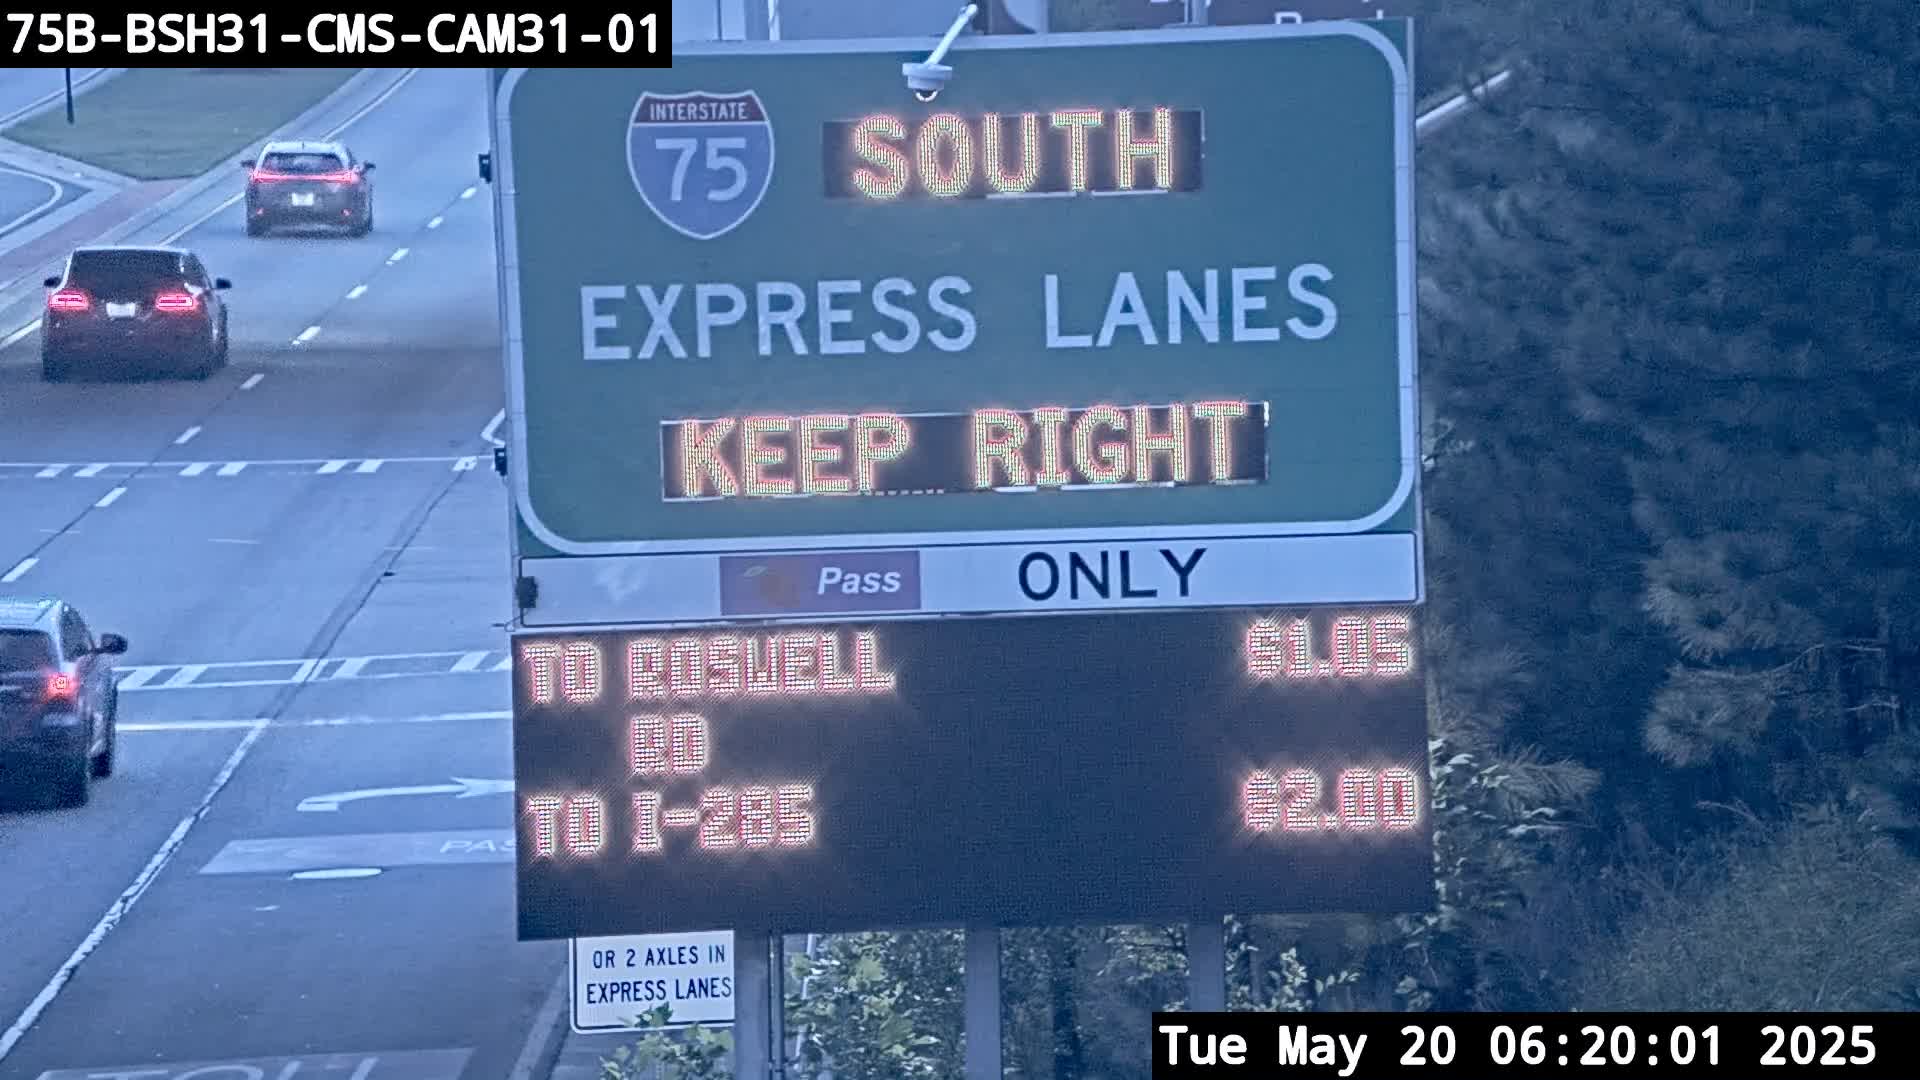 75B-BSH31-CMS-CAM31-01
INTERSTATE
75
SOUTH
EXPRESS LANES
KEEP RIGHT
Pass ONLY
TO ROSWELL $1.05
RD
TO I-285 $2.00
OR 2 AXLES IN
EXPRESS LANES
Tue May 20 06:20:01 2025